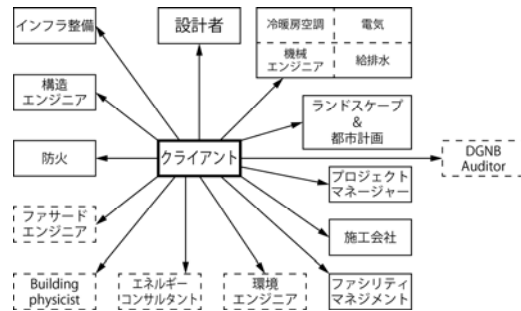 インフラ整備
設計者
冷暖房空調
電気
機械
エンジニア
給排水
構造
エンジニア
ランドスケープ
&
都市計画
防火
クライアント
DGNB
Auditor
プロジェクト
マネージャー
ファサード
エンジニア
施工会社
Building
physicist
エネルギー
コンサルタント
環境
エンジニア
ファシリティ
マネジメント